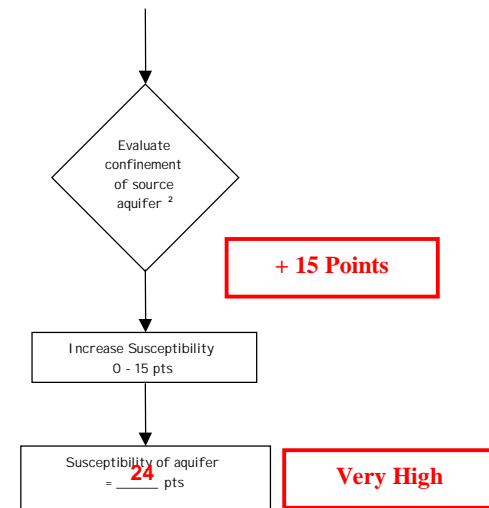 Evaluate
confinement
of source
aquifer ²
+ 15 Points
Increase Susceptibility
0 - 15 pts
Susceptibility of aquifer
= __24__ pts
Very High